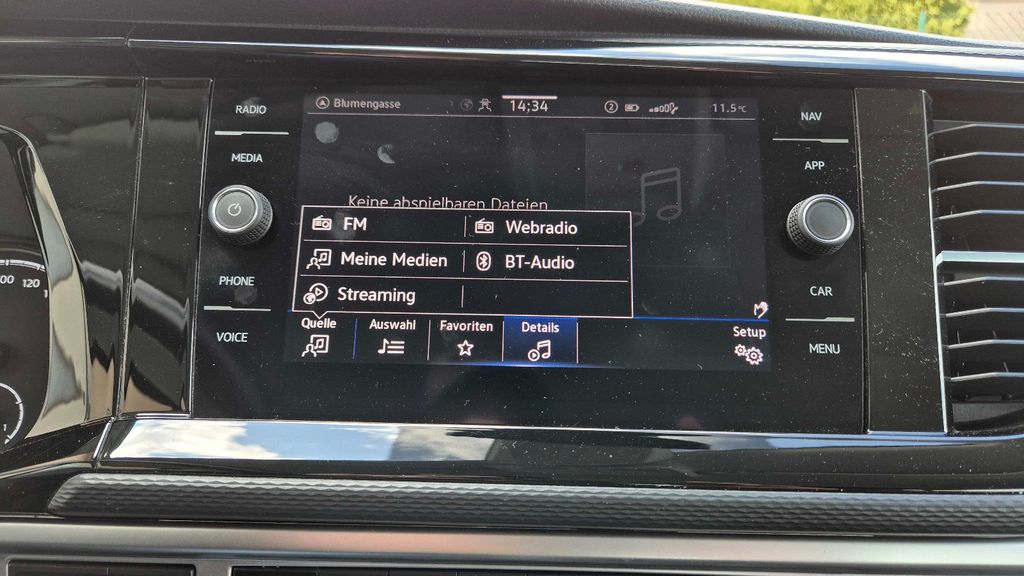 RADIO
MEDIA
PHONE
VOICE
Blumengasse
14:34
2
11.5°C
Keine abspielbaren Dateien
FM
Webradio
Meine Medien
BT-Audio
Streaming
Quelle
Auswahl
Favoriten
Details
Setup
NAV
APP
CAR
MENU
120